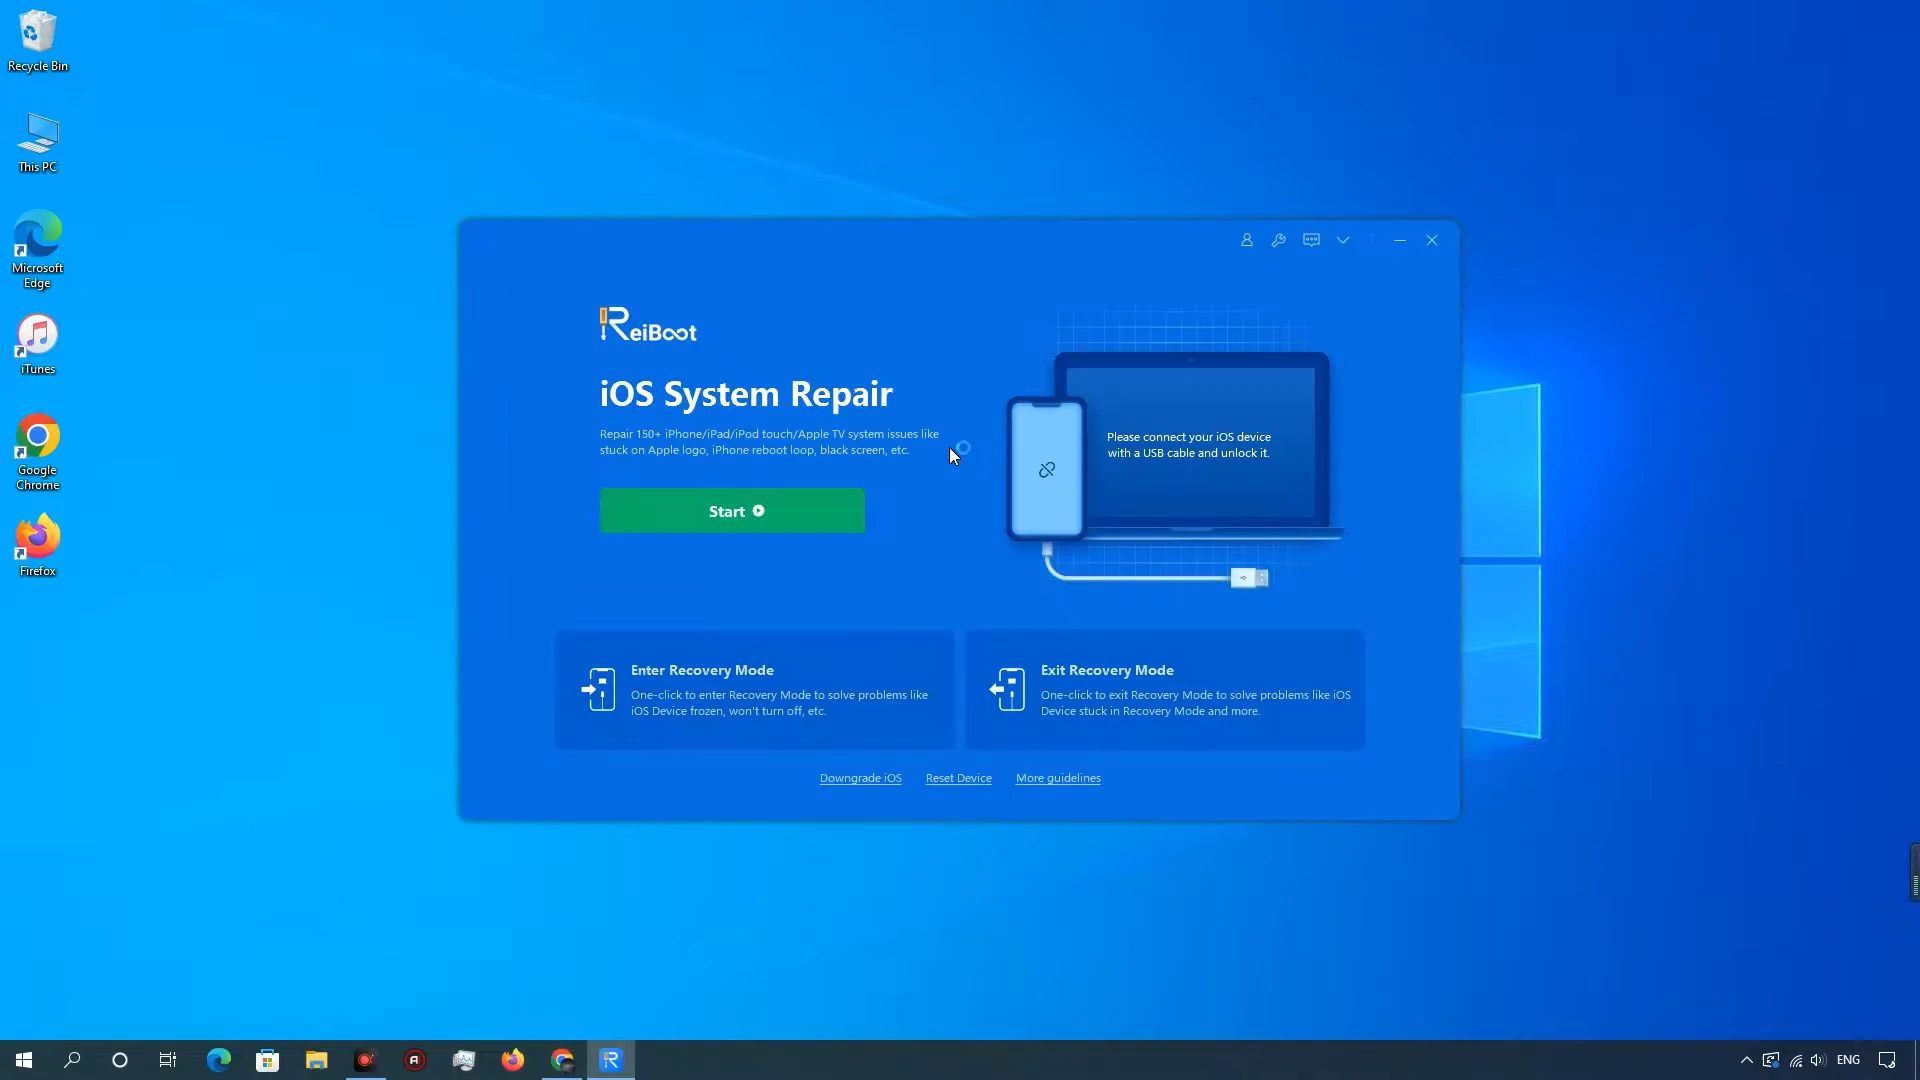 Recycle Bin
This PC
Microsoft
Edge
iTunes
Google
Chrome
Firefox
ReiBoot
iOS System Repair
Repair 150+ iPhone/iPad/iPod touch/Apple TV system issues like
stuck on Apple logo, iPhone reboot loop, black screen, etc.
Start
Please connect your iOS device
with a USB cable and unlock it.
Enter Recovery Mode
One-click to enter Recovery Mode to solve problems like
iOS Device frozen, won't turn off, etc.
Exit Recovery Mode
One-click to exit Recovery Mode to solve problems like iOS
Device stuck in Recovery Mode and more.
Downgrade iOS
Reset Device
More guidelines
ENG